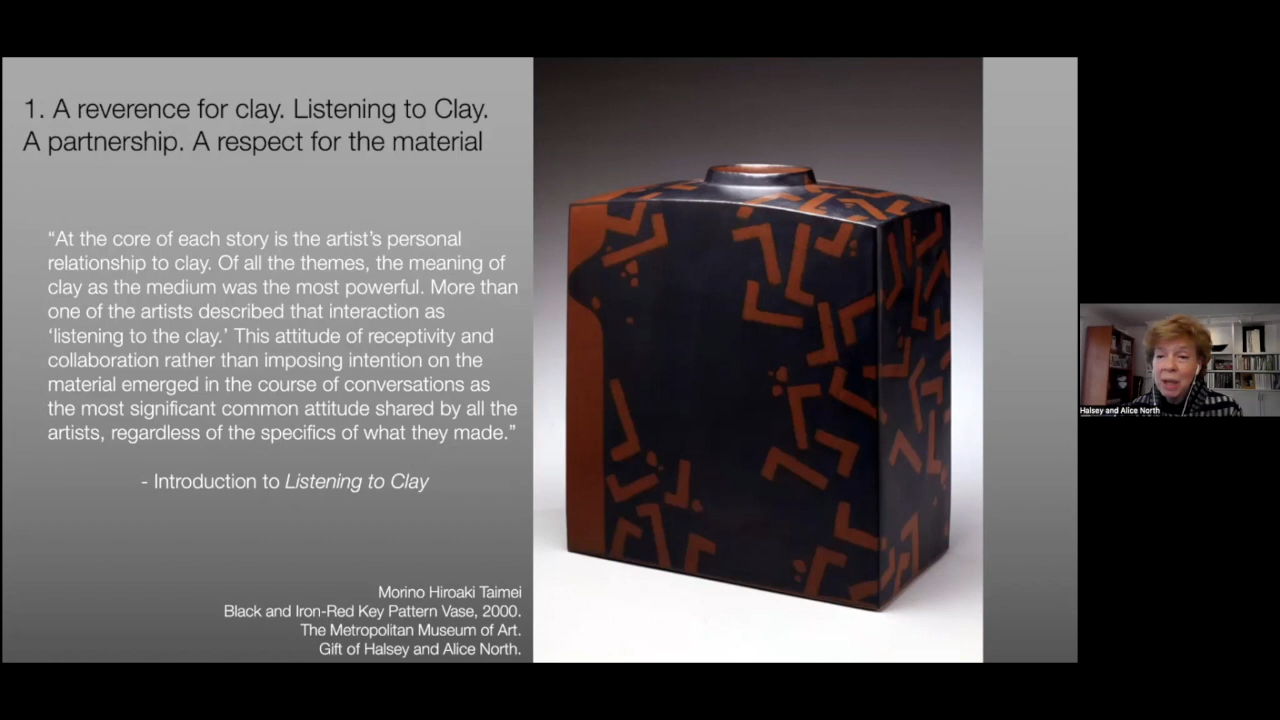 1. A reverence for clay. Listening to Clay.
A partnership. A respect for the material
“At the core of each story is the artist’s personal
relationship to clay. Of all the themes, the meaning of
clay as the medium was the most powerful. More than
one of the artists described that interaction as
‘listening to the clay.’ This attitude of receptivity and
collaboration rather than imposing intention on the
material emerged in the course of conversations as
the most significant common attitude shared by all the
artists, regardless of the specifics of what they made.”
- Introduction to Listening to Clay
Morino Hiroaki Taimei
Black and Iron-Red Key Pattern Vase, 2000.
The Metropolitan Museum of Art.
Gift of Halsey and Alice North.
Halsey and Alice North